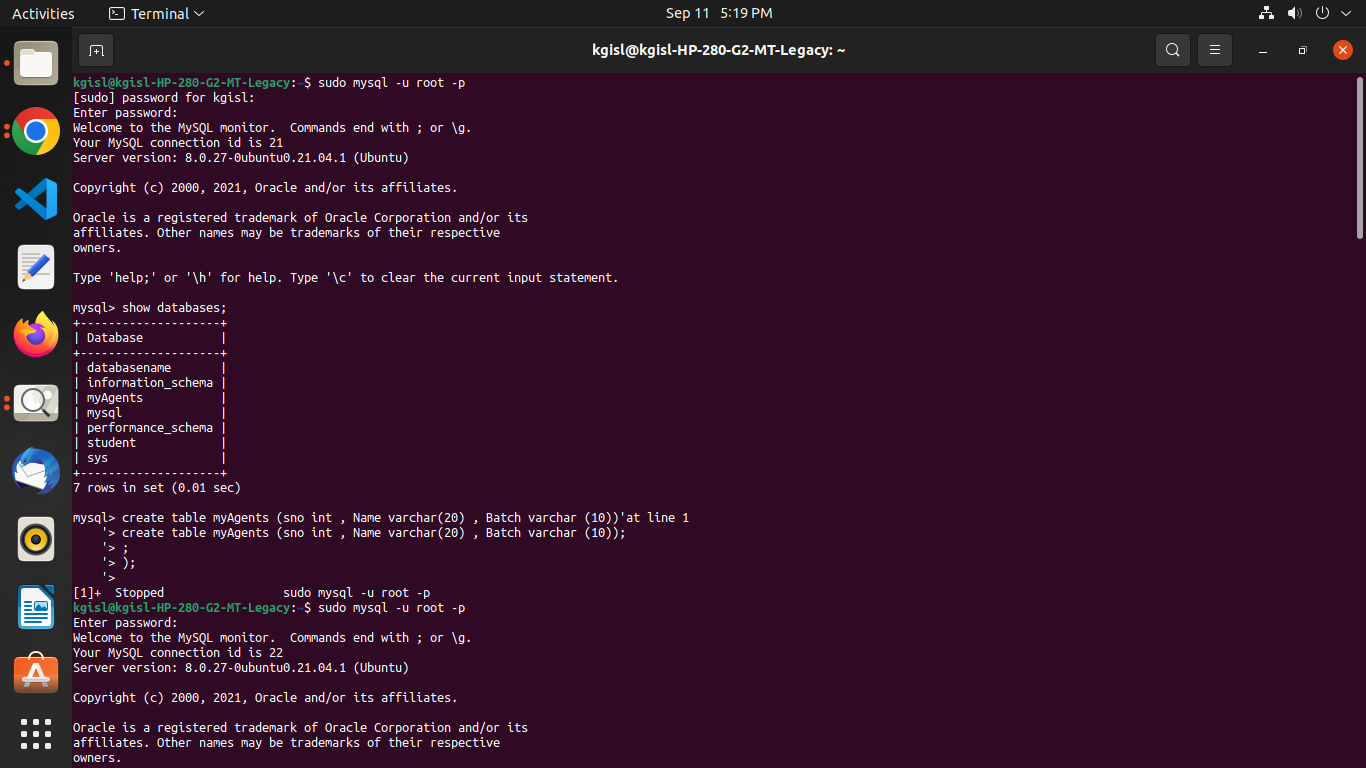 Activities
Terminal
Sep 11 5:19 PM
kgisl@kgisl-HP-280-G2-MT-Legacy: ~
kgisl@kgisl-HP-280-G2-MT-Legacy:~$ sudo mysql -u root -p
[sudo] password for kgisl:
Enter password:
Welcome to the MySQL monitor.  Commands end with ; or \g.
Your MySQL connection id is 21
Server version: 8.0.27-0ubuntu0.21.04.1 (Ubuntu)
Copyright (c) 2000, 2021, Oracle and/or its affiliates.
Oracle is a registered trademark of Oracle Corporation and/or its
affiliates. Other names may be trademarks of their respective
owners.
Type 'help;' or '\h' for help. Type '\c' to clear the current input statement.
mysql> show databases;
+--------------------+
| Database           |
+--------------------+
| databasename       |
| information_schema |
| myAgents           |
| mysql              |
| performance_schema |
| student            |
| sys                |
+--------------------+
7 rows in set (0.01 sec)
mysql> create table myAgents (sno int , Name varchar(20) , Batch varchar (10))'at line 1
    '> create table myAgents (sno int , Name varchar(20) , Batch varchar (10));
    '> ;
    '> );
    '>
[1]+  Stopped                 sudo mysql -u root -p
kgisl@kgisl-HP-280-G2-MT-Legacy:~$ sudo mysql -u root -p
Enter password:
Welcome to the MySQL monitor.  Commands end with ; or \g.
Your MySQL connection id is 22
Server version: 8.0.27-0ubuntu0.21.04.1 (Ubuntu)
Copyright (c) 2000, 2021, Oracle and/or its affiliates.
Oracle is a registered trademark of Oracle Corporation and/or its
affiliates. Other names may be trademarks of their respective
owners.